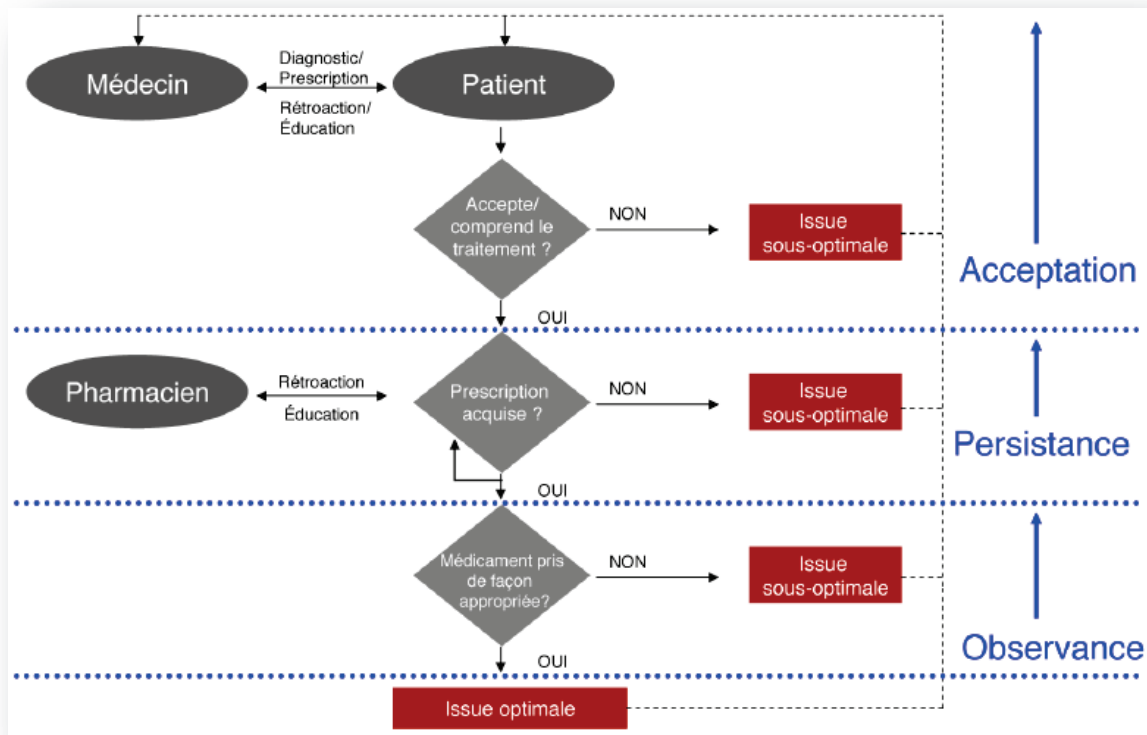 Médecin
Diagnostic/
Prescription
Rétroaction/
Éducation
Patient
Accepte/
comprend le
traitement ?
NON
Issue
sous-optimale
Acceptation
OUI
Pharmacien
Rétroaction
Éducation
Prescription
acquise ?
NON
Issue
sous-optimale
Persistance
OUI
Médicament pris
de façon
appropriée?
NON
Issue
sous-optimale
Observance
OUI
Issue optimale